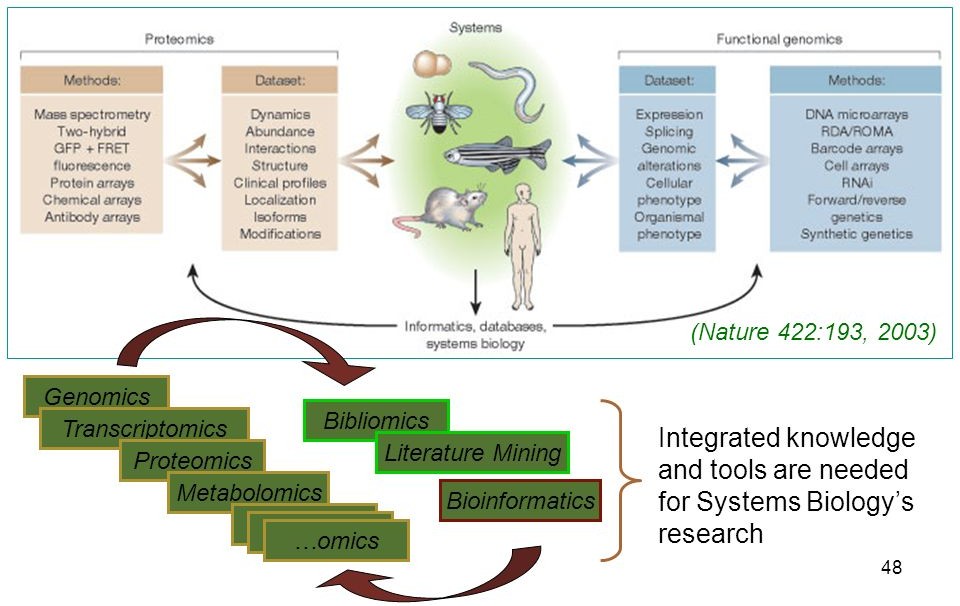 Systems
Proteomics
Functional genomics
Methods:
Mass spectrometry
Two-hybrid
GFP + FRET
fluorescence
Protein arrays
Chemical arrays
Antibody arrays
Dataset:
Dynamics
Abundance
Interactions
Structure
Clinical profiles
Localization
Isoforms
Modifications
Dataset:
Expression
Splicing
Genomic
alterations
Cellular
phenotype
Organismal
phenotype
Methods:
DNA microarrays
RDA/ROMA
Barcode arrays
Cell arrays
RNAi
Forward/reverse
genetics
Synthetic genetics
Informatics, databases,
systems biology
(Nature 422:193, 2003)
Genomics
Transcriptomics
Proteomics
Metabolomics
…omics
Bibliomics
Literature Mining
Bioinformatics
Integrated knowledge
and tools are needed
for Systems Biology’s
research
48